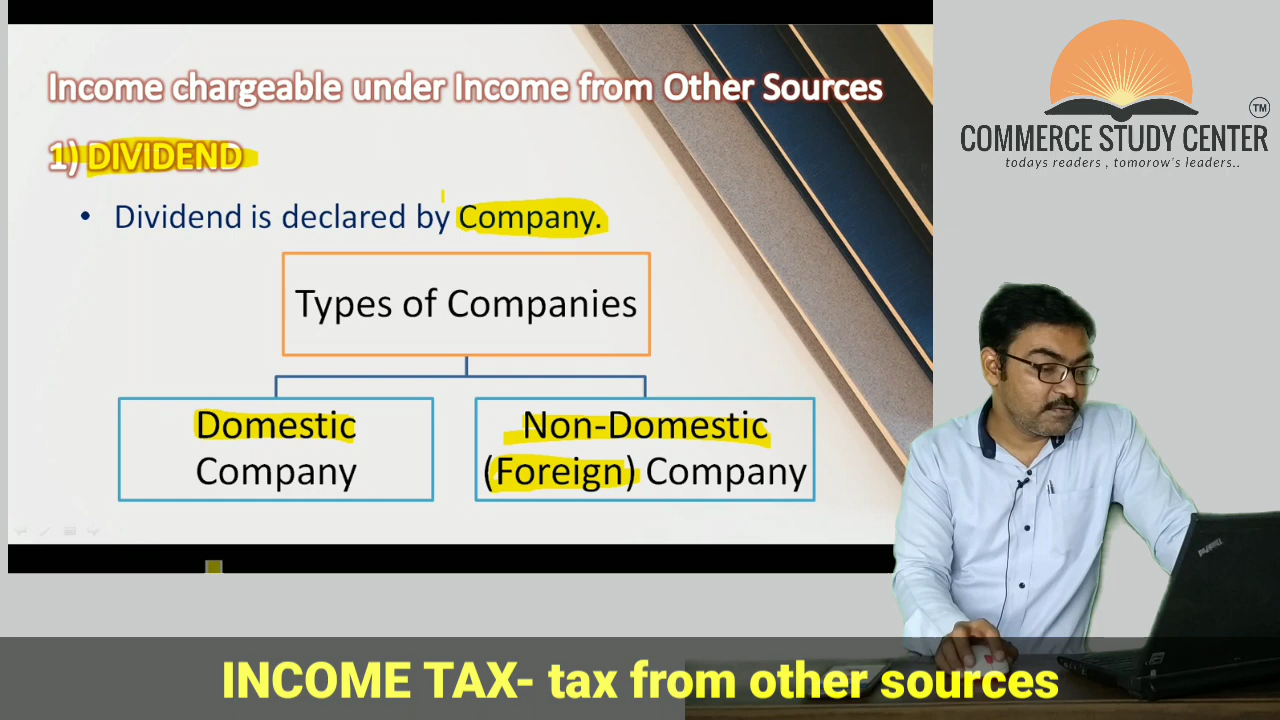 Income chargeable under Income from Other Sources
1) DIVIDEND
• Dividend is declared by Company.
Types of Companies
Domestic
Company
Non-Domestic
(Foreign) Company
TM
COMMERCE STUDY CENTER
todays readers , tomorow's leaders..
ThinkPad
INCOME TAX- tax from other sources